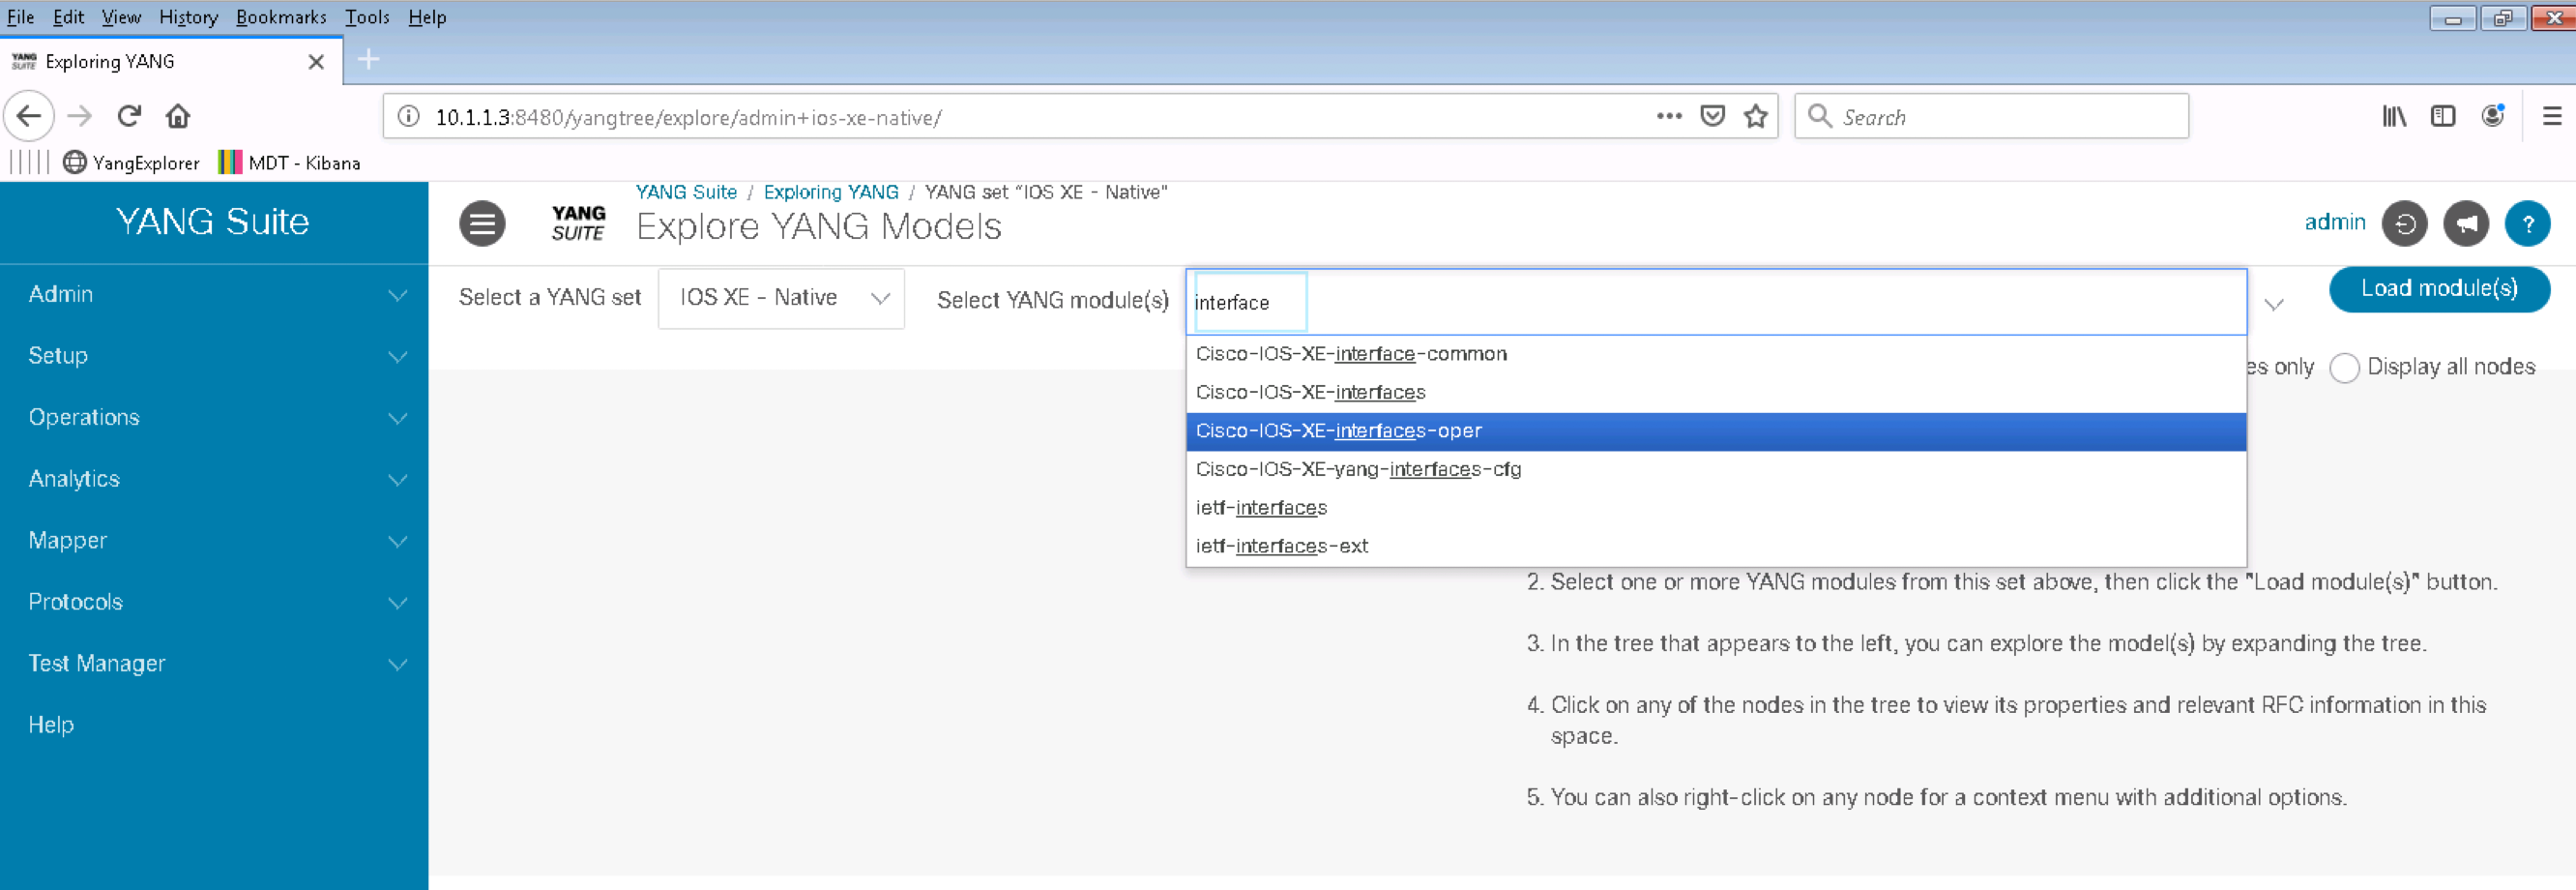 File Edit View History Bookmarks Tools Help
YANG SUITE Exploring YANG
10.1.1.3:8480/yangtree/explore/admin+ios-xe-native/
Search
YangExplorer MDT - Kibana
YANG Suite
YANG SUITE
YANG Suite / Exploring YANG / YANG set "IOS XE - Native"
Explore YANG Models
admin
?
Admin
Setup
Operations
Analytics
Mapper
Protocols
Test Manager
Help
Select a YANG set IOS XE - Native Select YANG module(s) interface Load module(s)
Cisco-IOS-XE-interface-common
Cisco-IOS-XE-interfaces
Cisco-IOS-XE-interfaces-oper
Cisco-IOS-XE-yang-interfaces-cfg
ietf-interfaces
ietf-interfaces-ext
es only Display all nodes
2. Select one or more YANG modules from this set above, then click the "Load module(s)" button.
3. In the tree that appears to the left, you can explore the model(s) by expanding the tree.
4. Click on any of the nodes in the tree to view its properties and relevant RFC information in this
space.
5. You can also right-click on any node for a context menu with additional options.